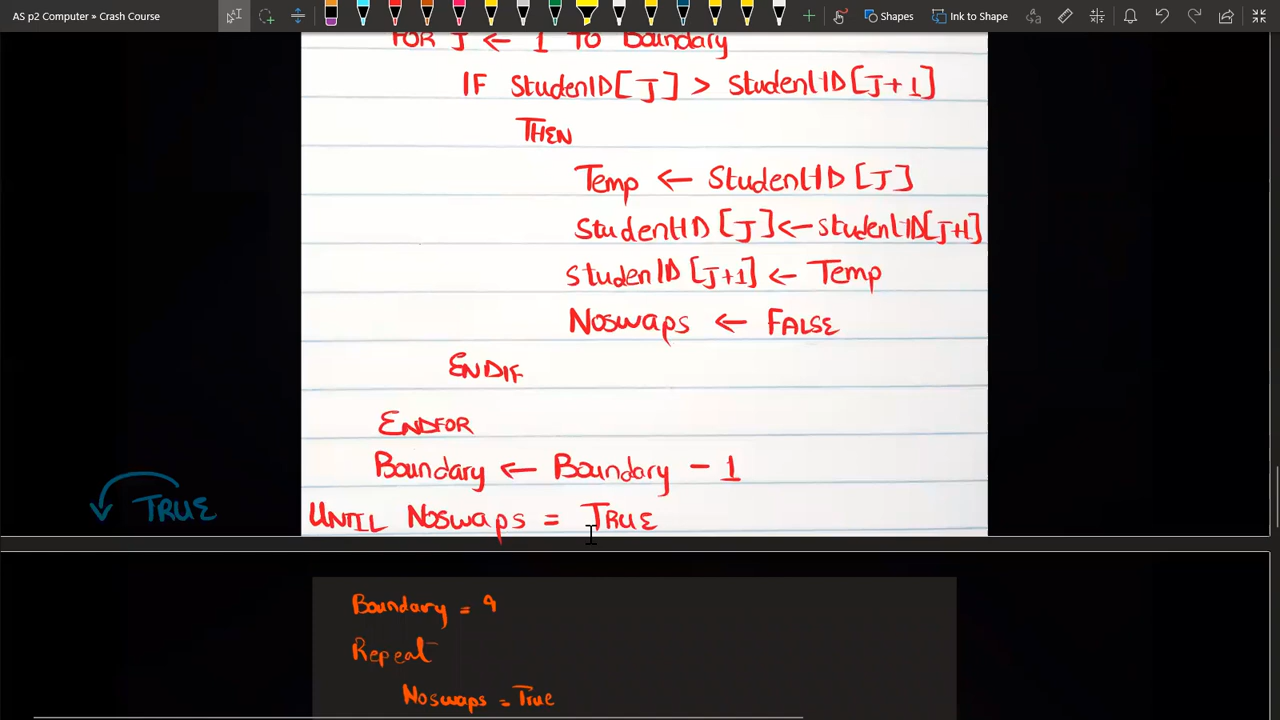 AS p2 Computer » Crash Course
Shapes
Ink to Shape
FOR J ← 1 TO Boundary
IF StudenID[J] > StudentID[J+1]
THEN
Temp ← StudentID[J]
StudentID[J] ← studentID[J+1]
StudenID[J+1] ← Temp
Noswaps ← FALSE
ENDIF
ENDFOR
Boundary ← Boundary - 1
TRUE
UNTIL Noswaps = TRUE
Boundary = 9
Repeat
Noswaps = True